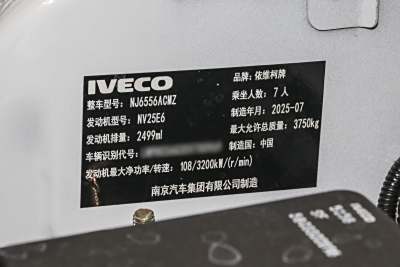 IVECO
品牌：依维柯牌
整车型号：NJ6556ACMZ
乘坐人数：7 人
发动机型号：NV25E6
制造年月：2025-07
发动机排量：2499ml
最大允许总质量：3750kg
车辆识别代号：
制造国：中国
发动机最大净功率/转速：108/3200kW/(r/min)
南京汽车集团有限公司制造